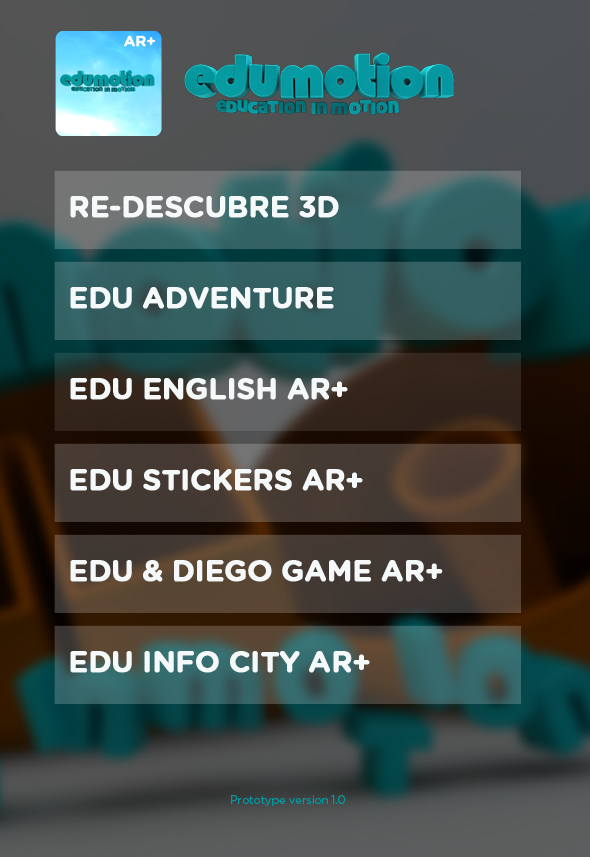 AR+
edumotion
EDUCATION IN MOTION
edumotion
EDUCATION IN MOTION
RE-DESCUBRE 3D
EDU ADVENTURE
EDU ENGLISH AR+
EDU STICKERS AR+
EDU & DIEGO GAME AR+
EDU INFO CITY AR+
Prototype version 1.0